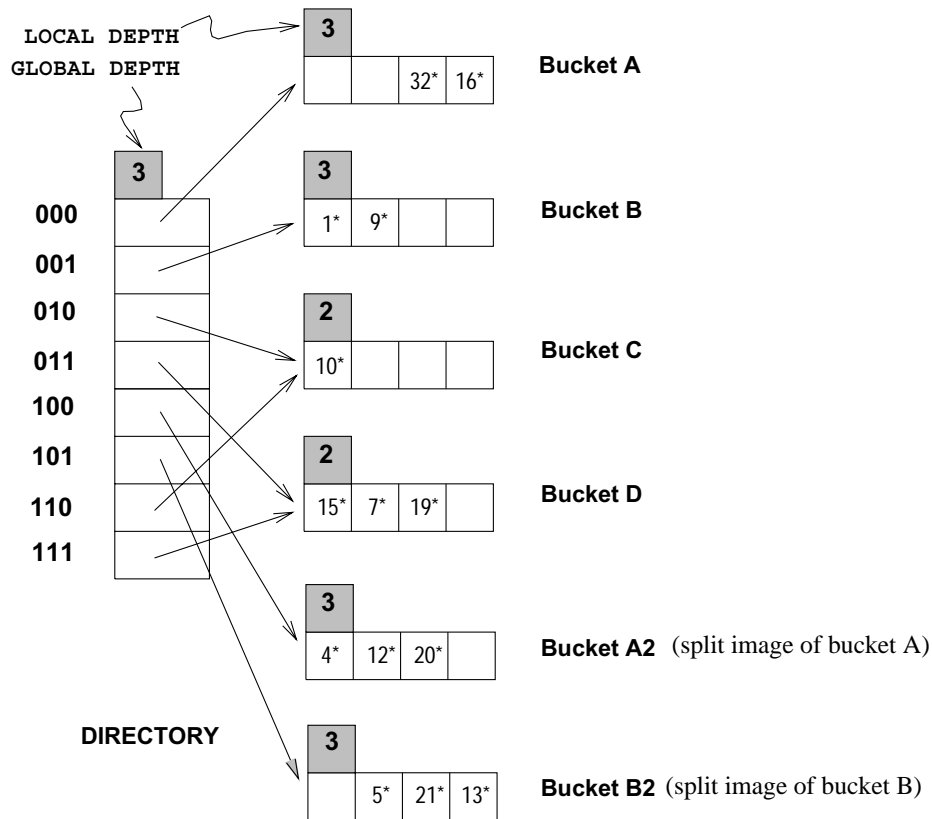 LOCAL DEPTH
GLOBAL DEPTH
3
32* 16*
Bucket A
3
000
001
010
011
100
101
110
111
DIRECTORY
3
1* 9*
Bucket B
2
10*
Bucket C
2
15* 7* 19*
Bucket D
3
4* 12* 20*
Bucket A2 (split image of bucket A)
3
5* 21* 13*
Bucket B2 (split image of bucket B)